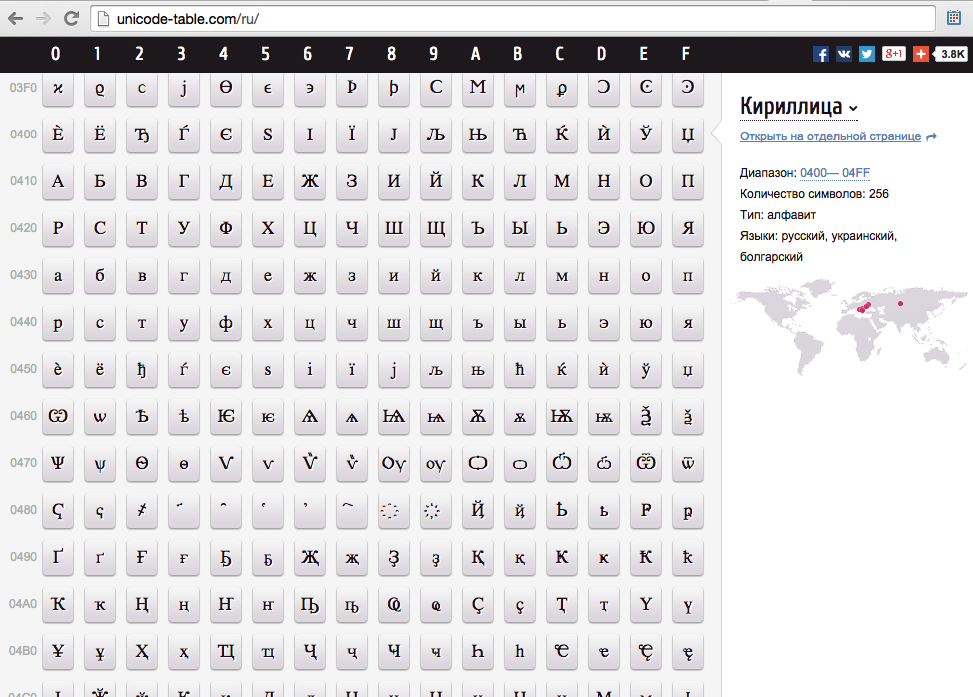 unicode-table.com/ru/
0 1 2 3 4 5 6 7 8 9 A B C D E F
g+1 3.8K
03F0 ϰ ϱ ϲ ϳ ϴ ϵ ϶ Ϸ ϸ Ϲ Ϻ ϻ ϼ Ͻ Ͼ Ͽ
Кириллица
0400 Ѐ Ё Ђ Ѓ Є Ѕ І Ї Ј Љ Њ Ћ Ќ Ѝ Ў Џ
Открыть на отдельной странице
0410 А Б В Г Д Е Ж З И Й К Л М Н О П
Диапазон: 0400— 04FF
Количество символов: 256
Тип: алфавит
0420 Р С Т У Ф Х Ц Ч Ш Щ Ъ Ы Ь Э Ю Я
Языки: русский, украинский,
болгарский
0430 а б в г д е ж з и й к л м н о п
0440 р с т у ф х ц ч ш щ ъ ы ь э ю я
0450 ѐ ё ђ ѓ є ѕ і ї ј љ њ ћ ќ ѝ ў џ
0460 Ѡ ѡ Ѣ ѣ Ѥ ѥ Ѧ ѧ Ѩ ѩ Ѫ ѫ Ѭ ѭ Ѯ ѯ
0470 Ѱ ѱ Ѳ ѳ Ѵ ѵ Ѷ ѷ Ѹ ѹ Ѻ ѻ Ѽ ѽ Ѿ ѿ
0480 Ҁ ҁ ҂ ҃ ҄ ҅ ҆ ҇ ҈ ҉ Ҋ ҋ Ҍ ҍ Ҏ ҏ
0490 Ґ ґ Ғ ғ Ҕ ҕ Җ җ Ҙ ҙ Қ қ Ҝ ҝ Ҟ ҟ
04A0 Ҡ ҡ Ң ң Ҥ ҥ Ҧ ҧ Ҩ ҩ Ҫ ҫ Ҭ ҭ Ү ү
04B0 Ұ ұ Ҳ ҳ Ҵ ҵ Ҷ ҷ Ҹ ҹ Һ һ Ҽ ҽ Ҿ ҿ